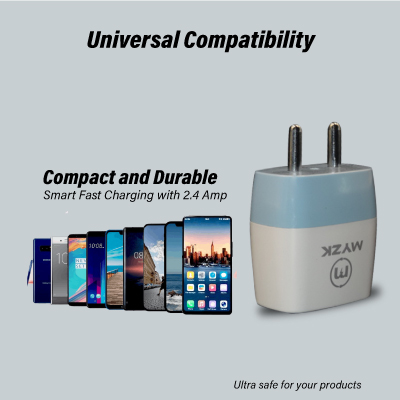 Universal Compatibility
Compact and Durable
Smart Fast Charging with 2.4 Amp
MYZK
Ultra safe for your products